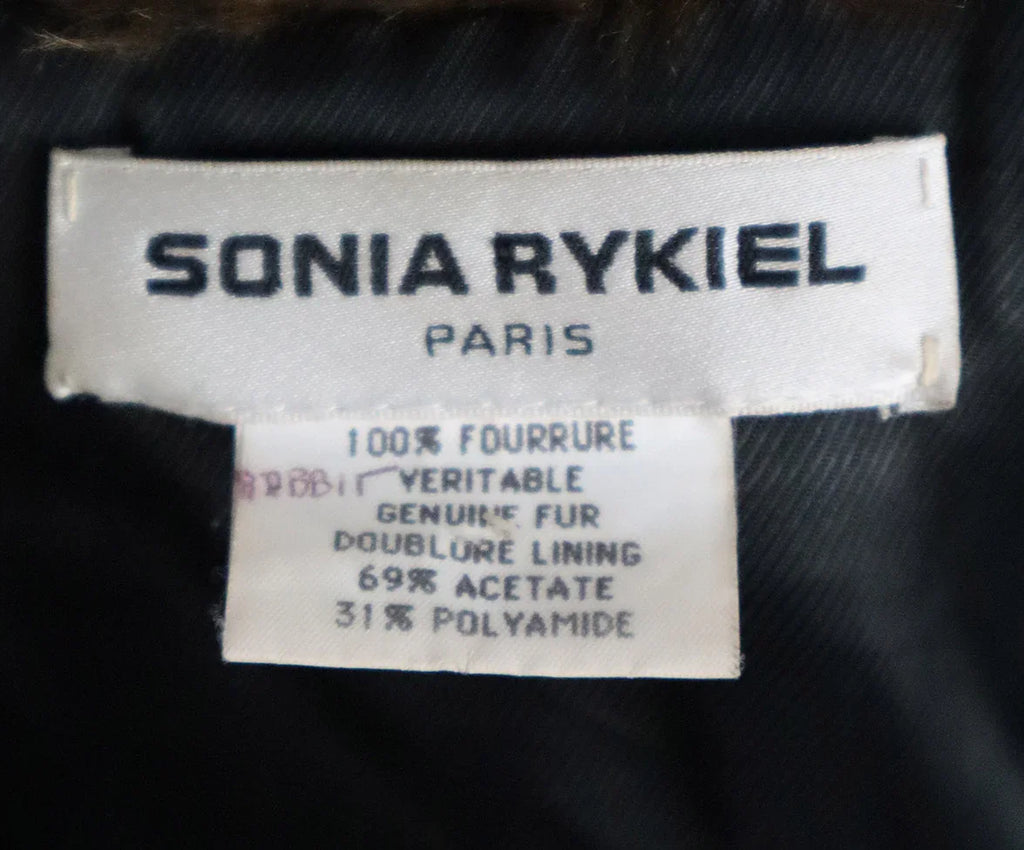 SONIA RYKIEL
PARIS
100% FOURRURE
RABBIT VERITABLE
GENUINE FUR
DOUBLURE LINING
69% ACETATE
31% POLYAMIDE